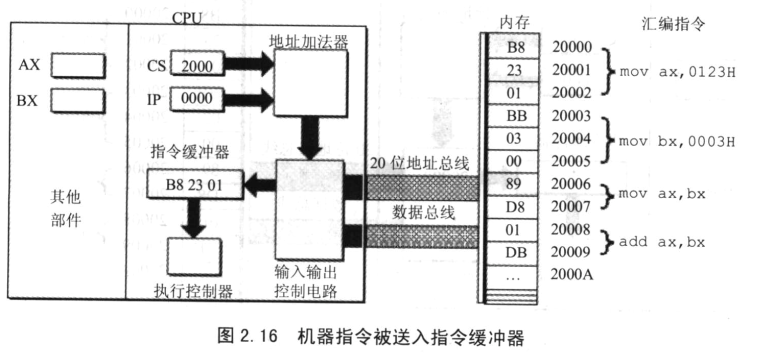 CPU
内存
汇编指令
地址加法器
AX
BX
CS
2000
IP
0000
指令缓冲器
B8 23 01
其他
部件
执行控制器
输入输出
控制电路
20 位地址总线
数据总线
B8 20000
23 20001
01 20002
mov ax,0123H
BB 20003
03 20004
00 20005
mov bx,0003H
89 20006
D8 20007
mov ax,bx
01 20008
DB 20009
add ax,bx
… 2000A
图 2.16 机器指令被送入指令缓冲器